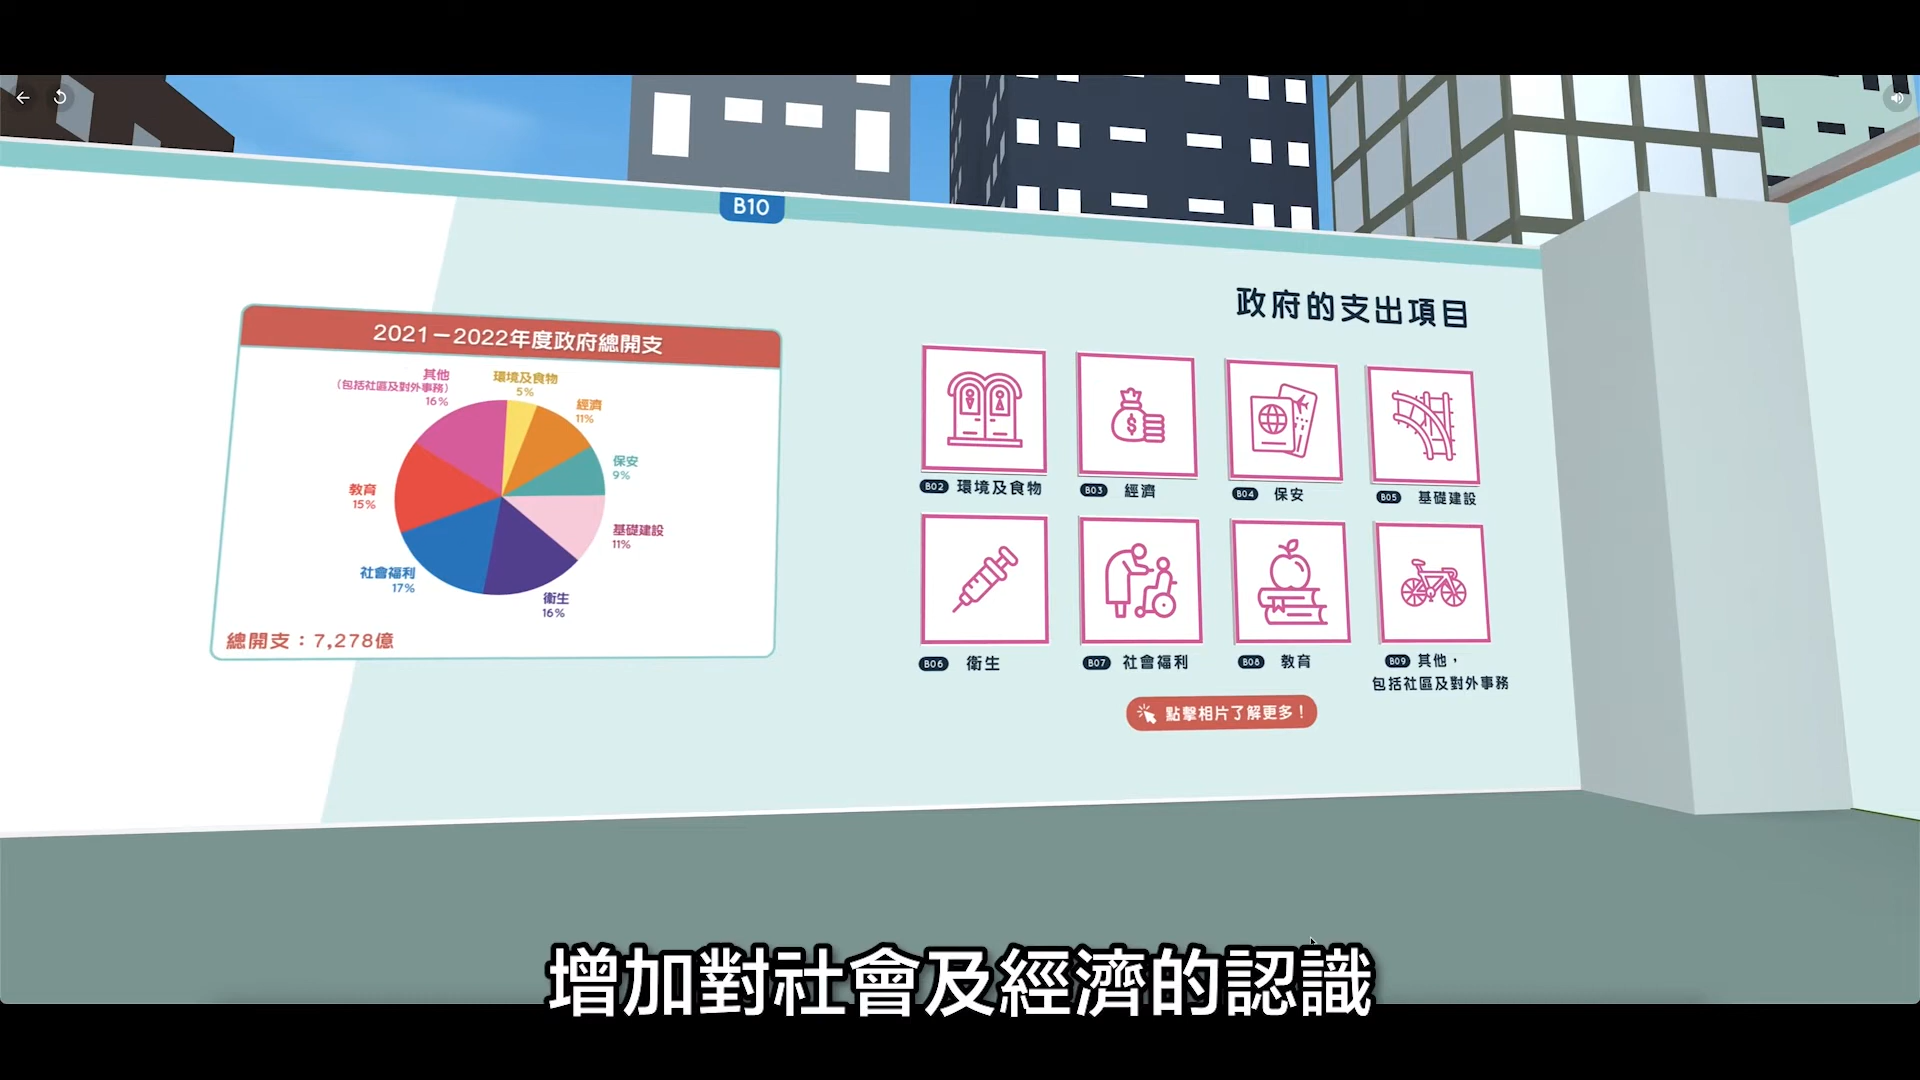 B10
2021－2022年度政府總開支
其他
（包括社區及對外事務）
16%
環境及食物
5%
經濟
11%
保安
9%
教育
15%
基礎建設
11%
社會福利
17%
衞生
16%
總開支：7,278億
政府的支出項目
B02 環境及食物
B03 經濟
B04 保安
B05 基礎建設
B06 衞生
B07 社會福利
B08 教育
B09 其他，
包括社區及對外事務
點擊相片了解更多！
增加對社會及經濟的認識